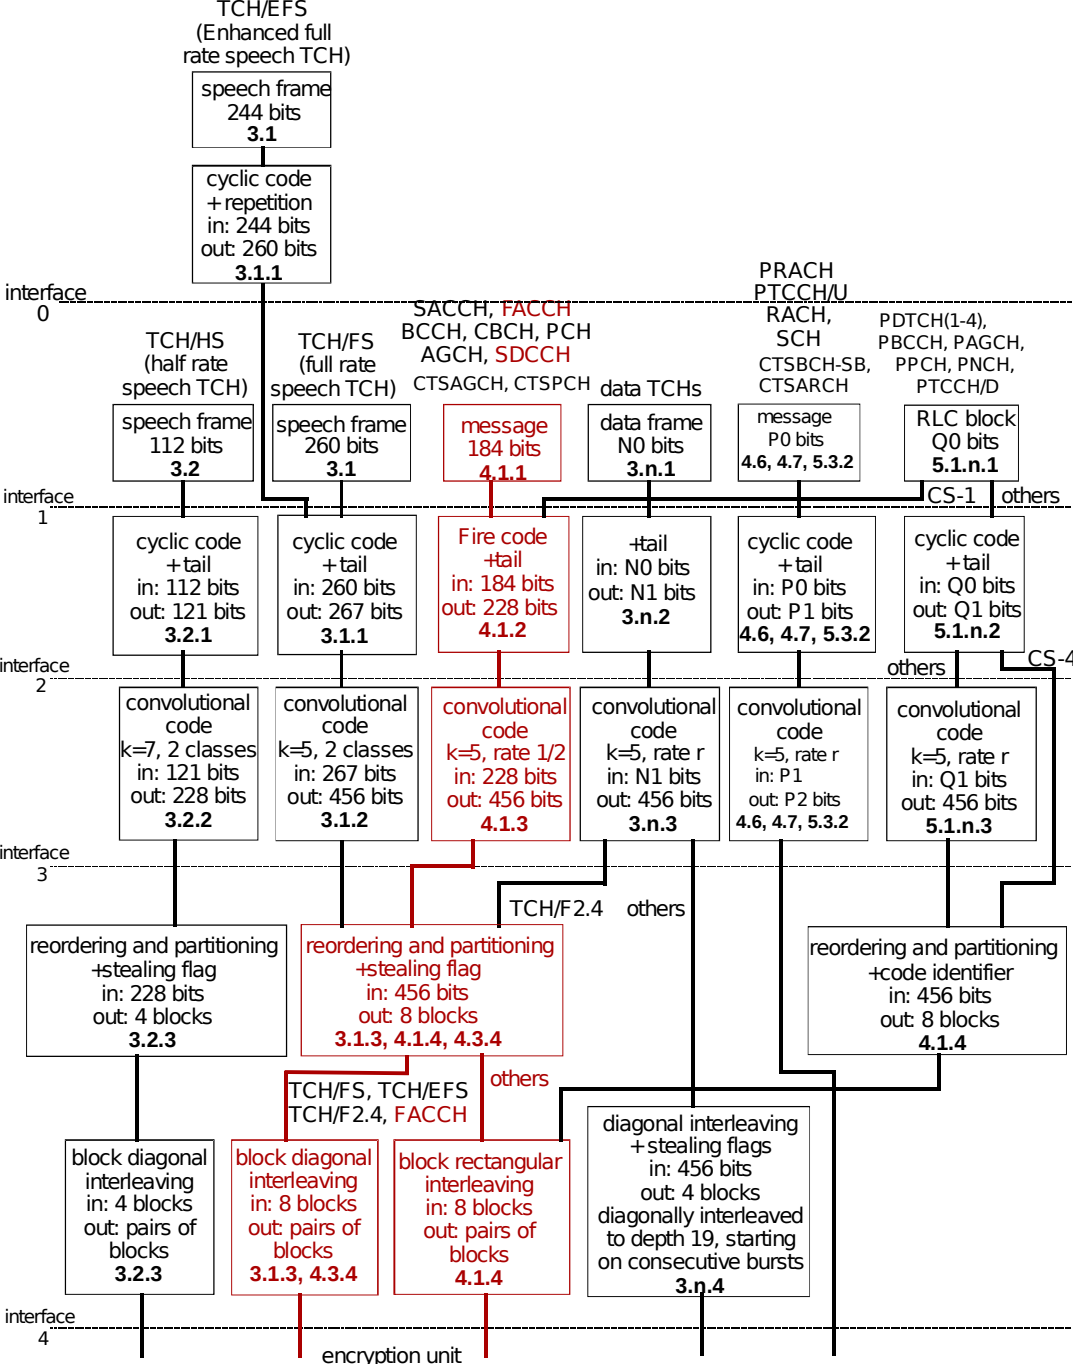 TCH/EFS
(Enhanced full
rate speech TCH)
speech frame
244 bits
3.1
cyclic code
+ repetition
in: 244 bits
out: 260 bits
3.1.1
interface
0
TCH/HS
(half rate
speech TCH)
TCH/FS
(full rate
speech TCH)
SACCH, FACCH
BCCH, CBCH, PCH
AGCH, SDCCH
CTSAGCH, CTSPCH
data TCHs
PRACH
PTCCH/U
RACH,
SCH
CTSBCH-SB,
CTSARCH
PDTCH(1-4),
PBCCH, PAGCH,
PPCH, PNCH,
PTCCH/D
speech frame
112 bits
3.2
speech frame
260 bits
3.1
message
184 bits
4.1.1
data frame
N0 bits
3.n.1
message
P0 bits
4.6, 4.7, 5.3.2
RLC block
Q0 bits
5.1.n.1
interface
1
CS-1
others
cyclic code
+ tail
in: 112 bits
out: 121 bits
3.2.1
cyclic code
+ tail
in: 260 bits
out: 267 bits
3.1.1
Fire code
+tail
in: 184 bits
out: 228 bits
4.1.2
+tail
in: N0 bits
out: N1 bits
3.n.2
cyclic code
+ tail
in: P0 bits
out: P1 bits
4.6, 4.7, 5.3.2
cyclic code
+ tail
in: Q0 bits
out: Q1 bits
5.1.n.2
interface
2
others
CS-4
convolutional
code
k=7, 2 classes
in: 121 bits
out: 228 bits
3.2.2
convolutional
code
k=5, 2 classes
in: 267 bits
out: 456 bits
3.1.2
convolutional
code
k=5, rate 1/2
in: 228 bits
out: 456 bits
4.1.3
convolutional
code
k=5, rate r
in: N1 bits
out: 456 bits
3.n.3
convolutional
code
k=5, rate r
in: P1
out: P2 bits
4.6, 4.7, 5.3.2
convolutional
code
k=5, rate r
in: Q1 bits
out: 456 bits
5.1.n.3
interface
3
TCH/F2.4
others
reordering and partitioning
+stealing flag
in: 228 bits
out: 4 blocks
3.2.3
reordering and partitioning
+stealing flag
in: 456 bits
out: 8 blocks
3.1.3, 4.1.4, 4.3.4
reordering and partitioning
+code identifier
in: 456 bits
out: 8 blocks
4.1.4
TCH/FS, TCH/EFS
TCH/F2.4, FACCH
others
block diagonal
interleaving
in: 4 blocks
out: pairs of
blocks
3.2.3
block diagonal
interleaving
in: 8 blocks
out: pairs of
blocks
3.1.3, 4.3.4
block rectangular
interleaving
in: 8 blocks
out: pairs of
blocks
4.1.4
diagonal interleaving
+ stealing flags
in: 456 bits
out: 4 blocks
diagonally interleaved
to depth 19, starting
on consecutive bursts
3.n.4
interface
4
encryption unit